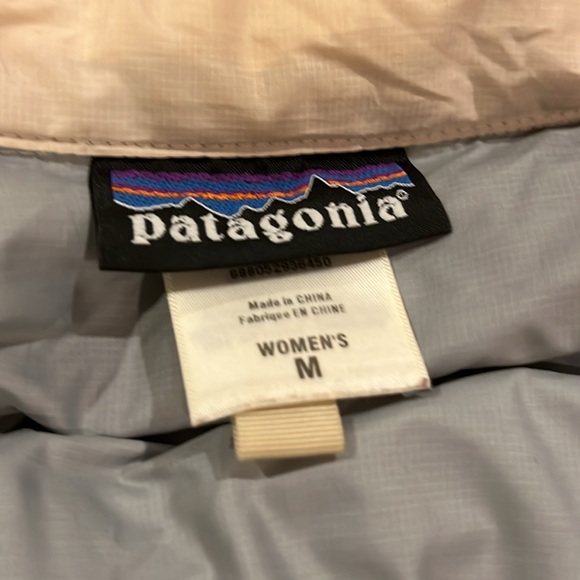 patagonia®
Made in CHINA
Fabriqué EN CHINE
WOMEN'S
M